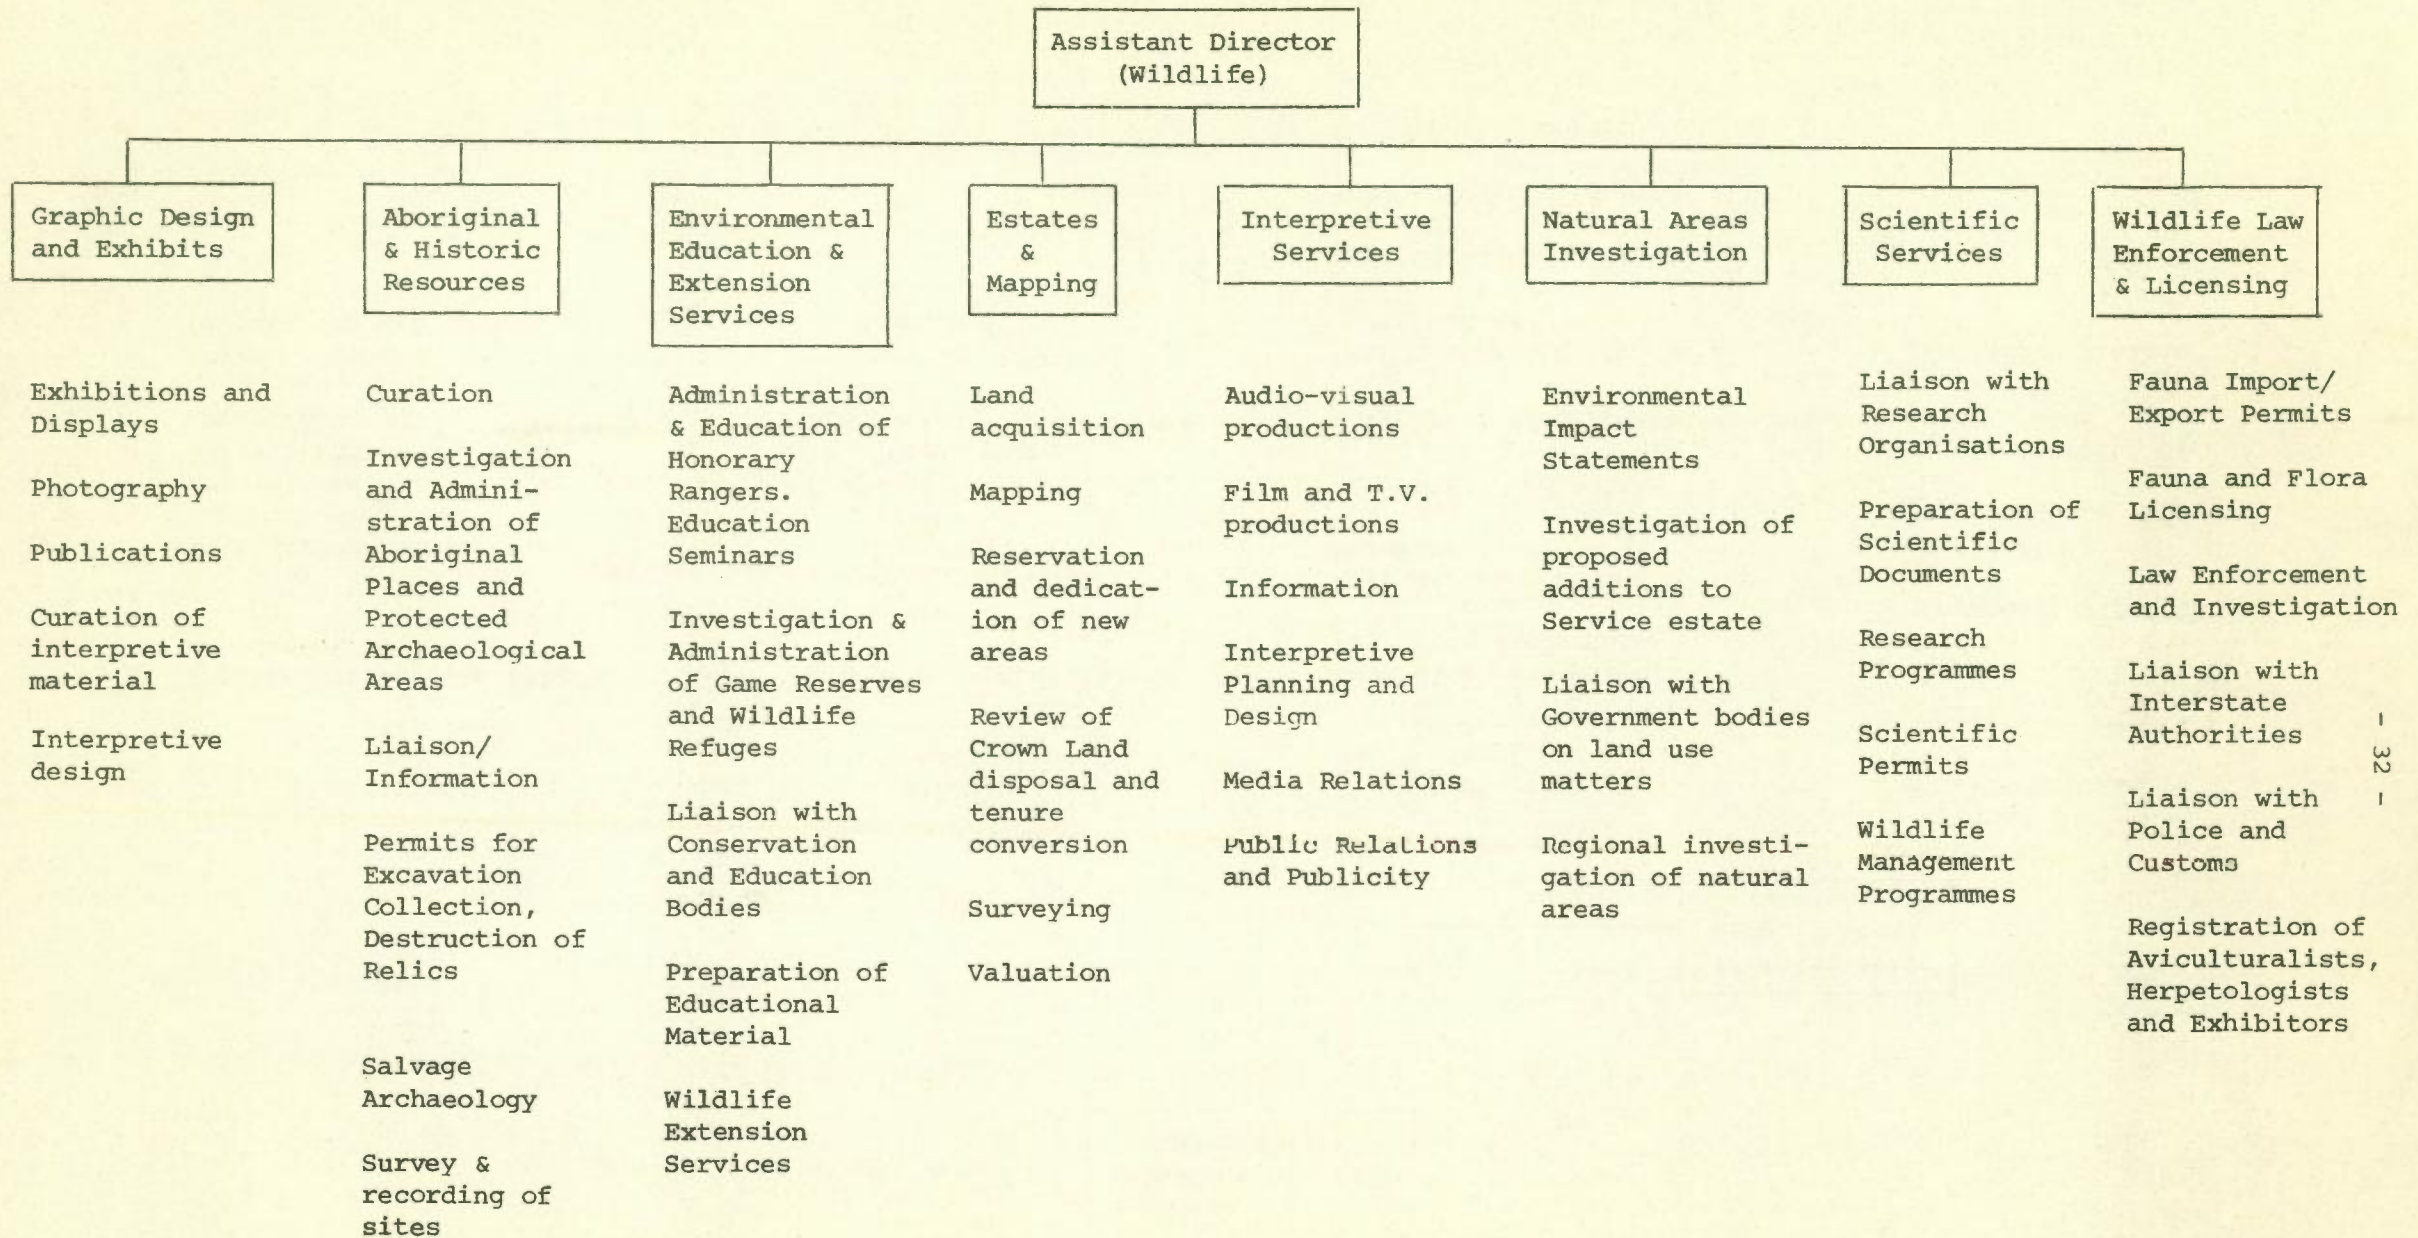 Assistant Director
(Wildlife)
Graphic Design
and Exhibits
Exhibitions and
Displays
Photography
Publications
Curation of
interpretive
material
Interpretive
design
Aboriginal
& Historic
Resources
Curation
Investigation
and Admini-
stration of
Aboriginal
Places and
Protected
Archaeological
Areas
Liaison/
Information
Permits for
Excavation
Collection,
Destruction of
Relics
Salvage
Archaeology
Survey &
recording of
sites
Environmental
Education &
Extension
Services
Administration
& Education of
Honorary
Rangers.
Education
Seminars
Investigation &
Administration
of Game Reserves
and Wildlife
Refuges
Liaison with
Conservation
and Education
Bodies
Preparation of
Educational
Material
Wildlife
Extension
Services
Estates
&
Mapping
Land
acquisition
Mapping
Reservation
and dedicat-
ion of new
areas
Review of
Crown Land
disposal and
tenure
conversion
Surveying
Valuation
Interpretive
Services
Audio-visual
productions
Film and T.V.
productions
Information
Interpretive
Planning and
Design
Media Relations
Public Relations
and Publicity
Natural Areas
Investigation
Environmental
Impact
Statements
Investigation of
proposed
additions to
Service estate
Liaison with
Government bodies
on land use
matters
Regional investi-
gation of natural
areas
Scientific
Services
Liaison with
Research
Organisations
Preparation of
Scientific
Documents
Research
Programmes
Scientific
Permits
Wildlife
Management
Programmes
Wildlife Law
Enforcement
& Licensing
Fauna Import/
Export Permits
Fauna and Flora
Licensing
Law Enforcement
and Investigation
Liaison with
Interstate
Authorities
Liaison with
Police and
Customs
Registration of
Aviculturalists,
Herpetologists
and Exhibitors
- 32 -